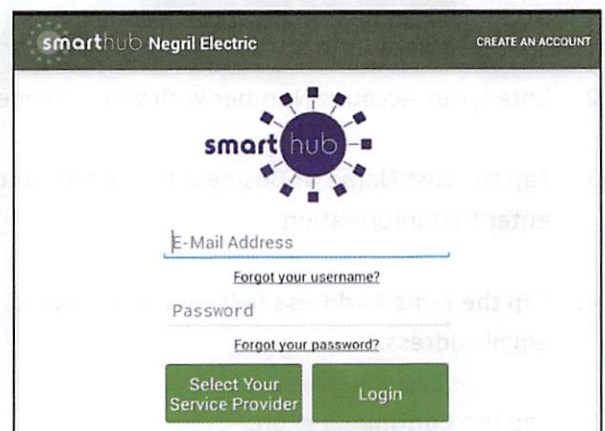 smarthub Negril Electric
CREATE AN ACCOUNT
smart hub
E-Mail Address
Forgot your username?
Password
Forgot your password?
Select Your
Service Provider
Login